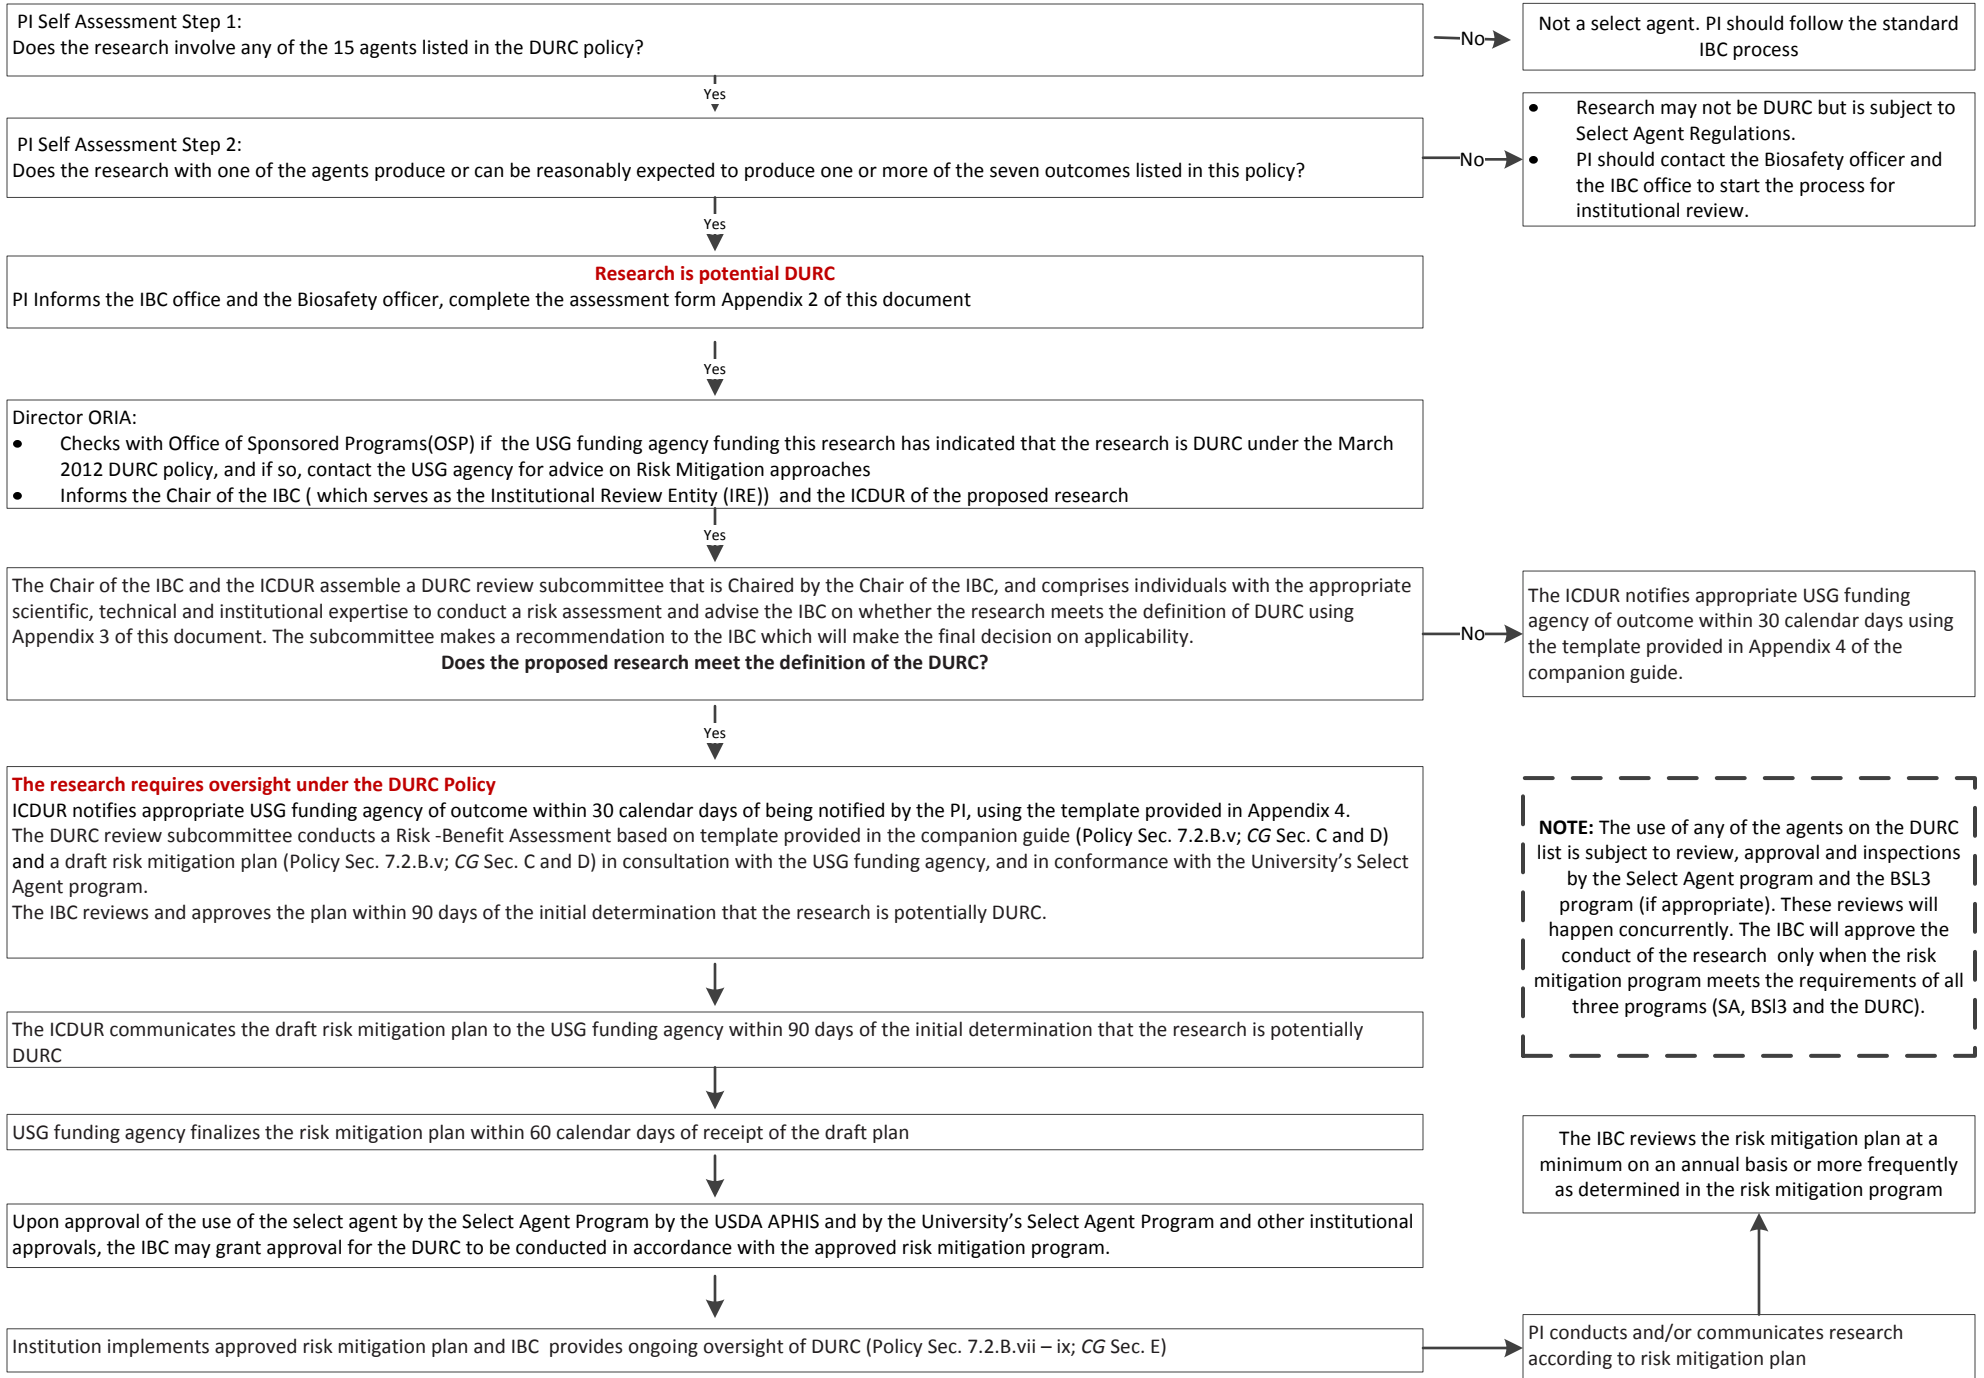 PI Self Assessment Step 1:
Does the research involve any of the 15 agents listed in the DURC policy?
No
Not a select agent. PI should follow the standard
IBC process
Yes
PI Self Assessment Step 2:
Does the research with one of the agents produce or can be reasonably expected to produce one or more of the seven outcomes listed in this policy?
No
• Research may not be DURC but is subject to
Select Agent Regulations.
• PI should contact the Biosafety officer and
the IBC office to start the process for
institutional review.
Yes
Research is potential DURC
PI Informs the IBC office and the Biosafety officer, complete the assessment form Appendix 2 of this document
Yes
Director ORIA:
• Checks with Office of Sponsored Programs(OSP) if the USG funding agency funding this research has indicated that the research is DURC under the March
2012 DURC policy, and if so, contact the USG agency for advice on Risk Mitigation approaches
• Informs the Chair of the IBC ( which serves as the Institutional Review Entity (IRE)) and the ICDUR of the proposed research
Yes
The Chair of the IBC and the ICDUR assemble a DURC review subcommittee that is Chaired by the Chair of the IBC, and comprises individuals with the appropriate
scientific, technical and institutional expertise to conduct a risk assessment and advise the IBC on whether the research meets the definition of DURC using
Appendix 3 of this document. The subcommittee makes a recommendation to the IBC which will make the final decision on applicability.
Does the proposed research meet the definition of the DURC?
No
The ICDUR notifies appropriate USG funding
agency of outcome within 30 calendar days using
the template provided in Appendix 4 of the
companion guide.
Yes
The research requires oversight under the DURC Policy
ICDUR notifies appropriate USG funding agency of outcome within 30 calendar days of being notified by the PI, using the template provided in Appendix 4.
The DURC review subcommittee conducts a Risk -Benefit Assessment based on template provided in the companion guide (Policy Sec. 7.2.B.v; CG Sec. C and D)
and a draft risk mitigation plan (Policy Sec. 7.2.B.v; CG Sec. C and D) in consultation with the USG funding agency, and in conformance with the University's Select
Agent program.
The IBC reviews and approves the plan within 90 days of the initial determination that the research is potentially DURC.
NOTE: The use of any of the agents on the DURC
list is subject to review, approval and inspections
by the Select Agent program and the BSL3
program (if appropriate). These reviews will
happen concurrently. The IBC will approve the
conduct of the research only when the risk
mitigation program meets the requirements of all
three programs (SA, BSl3 and the DURC).
The ICDUR communicates the draft risk mitigation plan to the USG funding agency within 90 days of the initial determination that the research is potentially
DURC
USG funding agency finalizes the risk mitigation plan within 60 calendar days of receipt of the draft plan
Upon approval of the use of the select agent by the Select Agent Program by the USDA APHIS and by the University's Select Agent Program and other institutional
approvals, the IBC may grant approval for the DURC to be conducted in accordance with the approved risk mitigation program.
Institution implements approved risk mitigation plan and IBC provides ongoing oversight of DURC (Policy Sec. 7.2.B.vii – ix; CG Sec. E)
PI conducts and/or communicates research
according to risk mitigation plan
The IBC reviews the risk mitigation plan at a
minimum on an annual basis or more frequently
as determined in the risk mitigation program